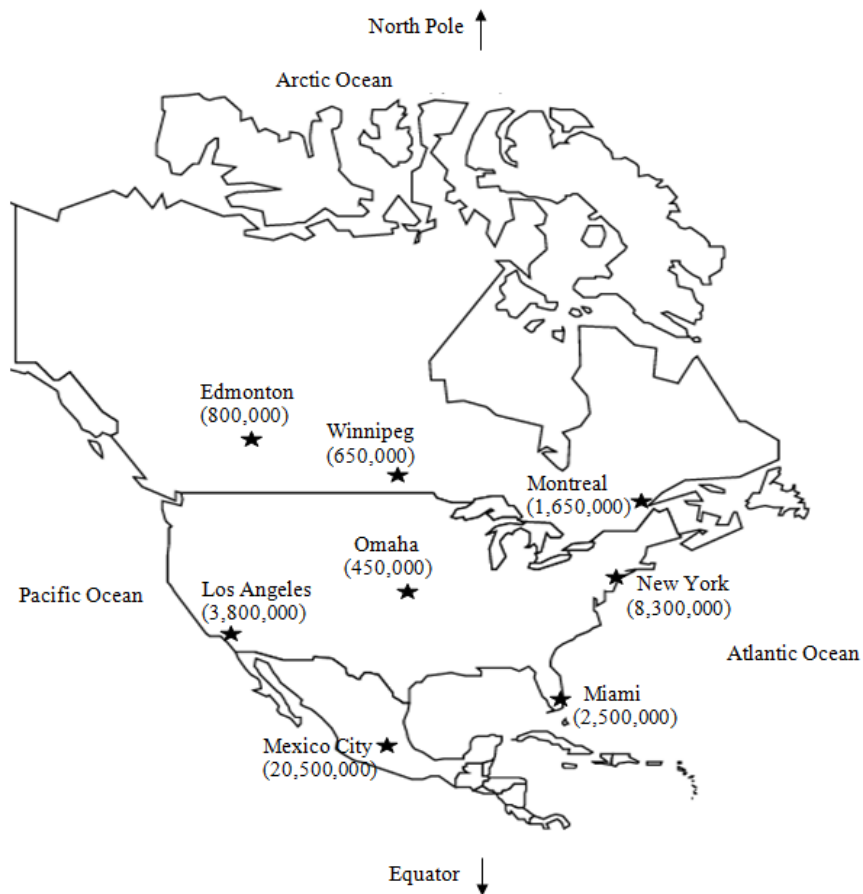 North Pole
Arctic Ocean
Edmonton
(800,000)
Winnipeg
(650,000)
Montreal
(1,650,000)
Omaha
(450,000)
Pacific Ocean
Los Angeles
(3,800,000)
New York
(8,300,000)
Atlantic Ocean
Miami
(2,500,000)
Mexico City
(20,500,000)
Equator